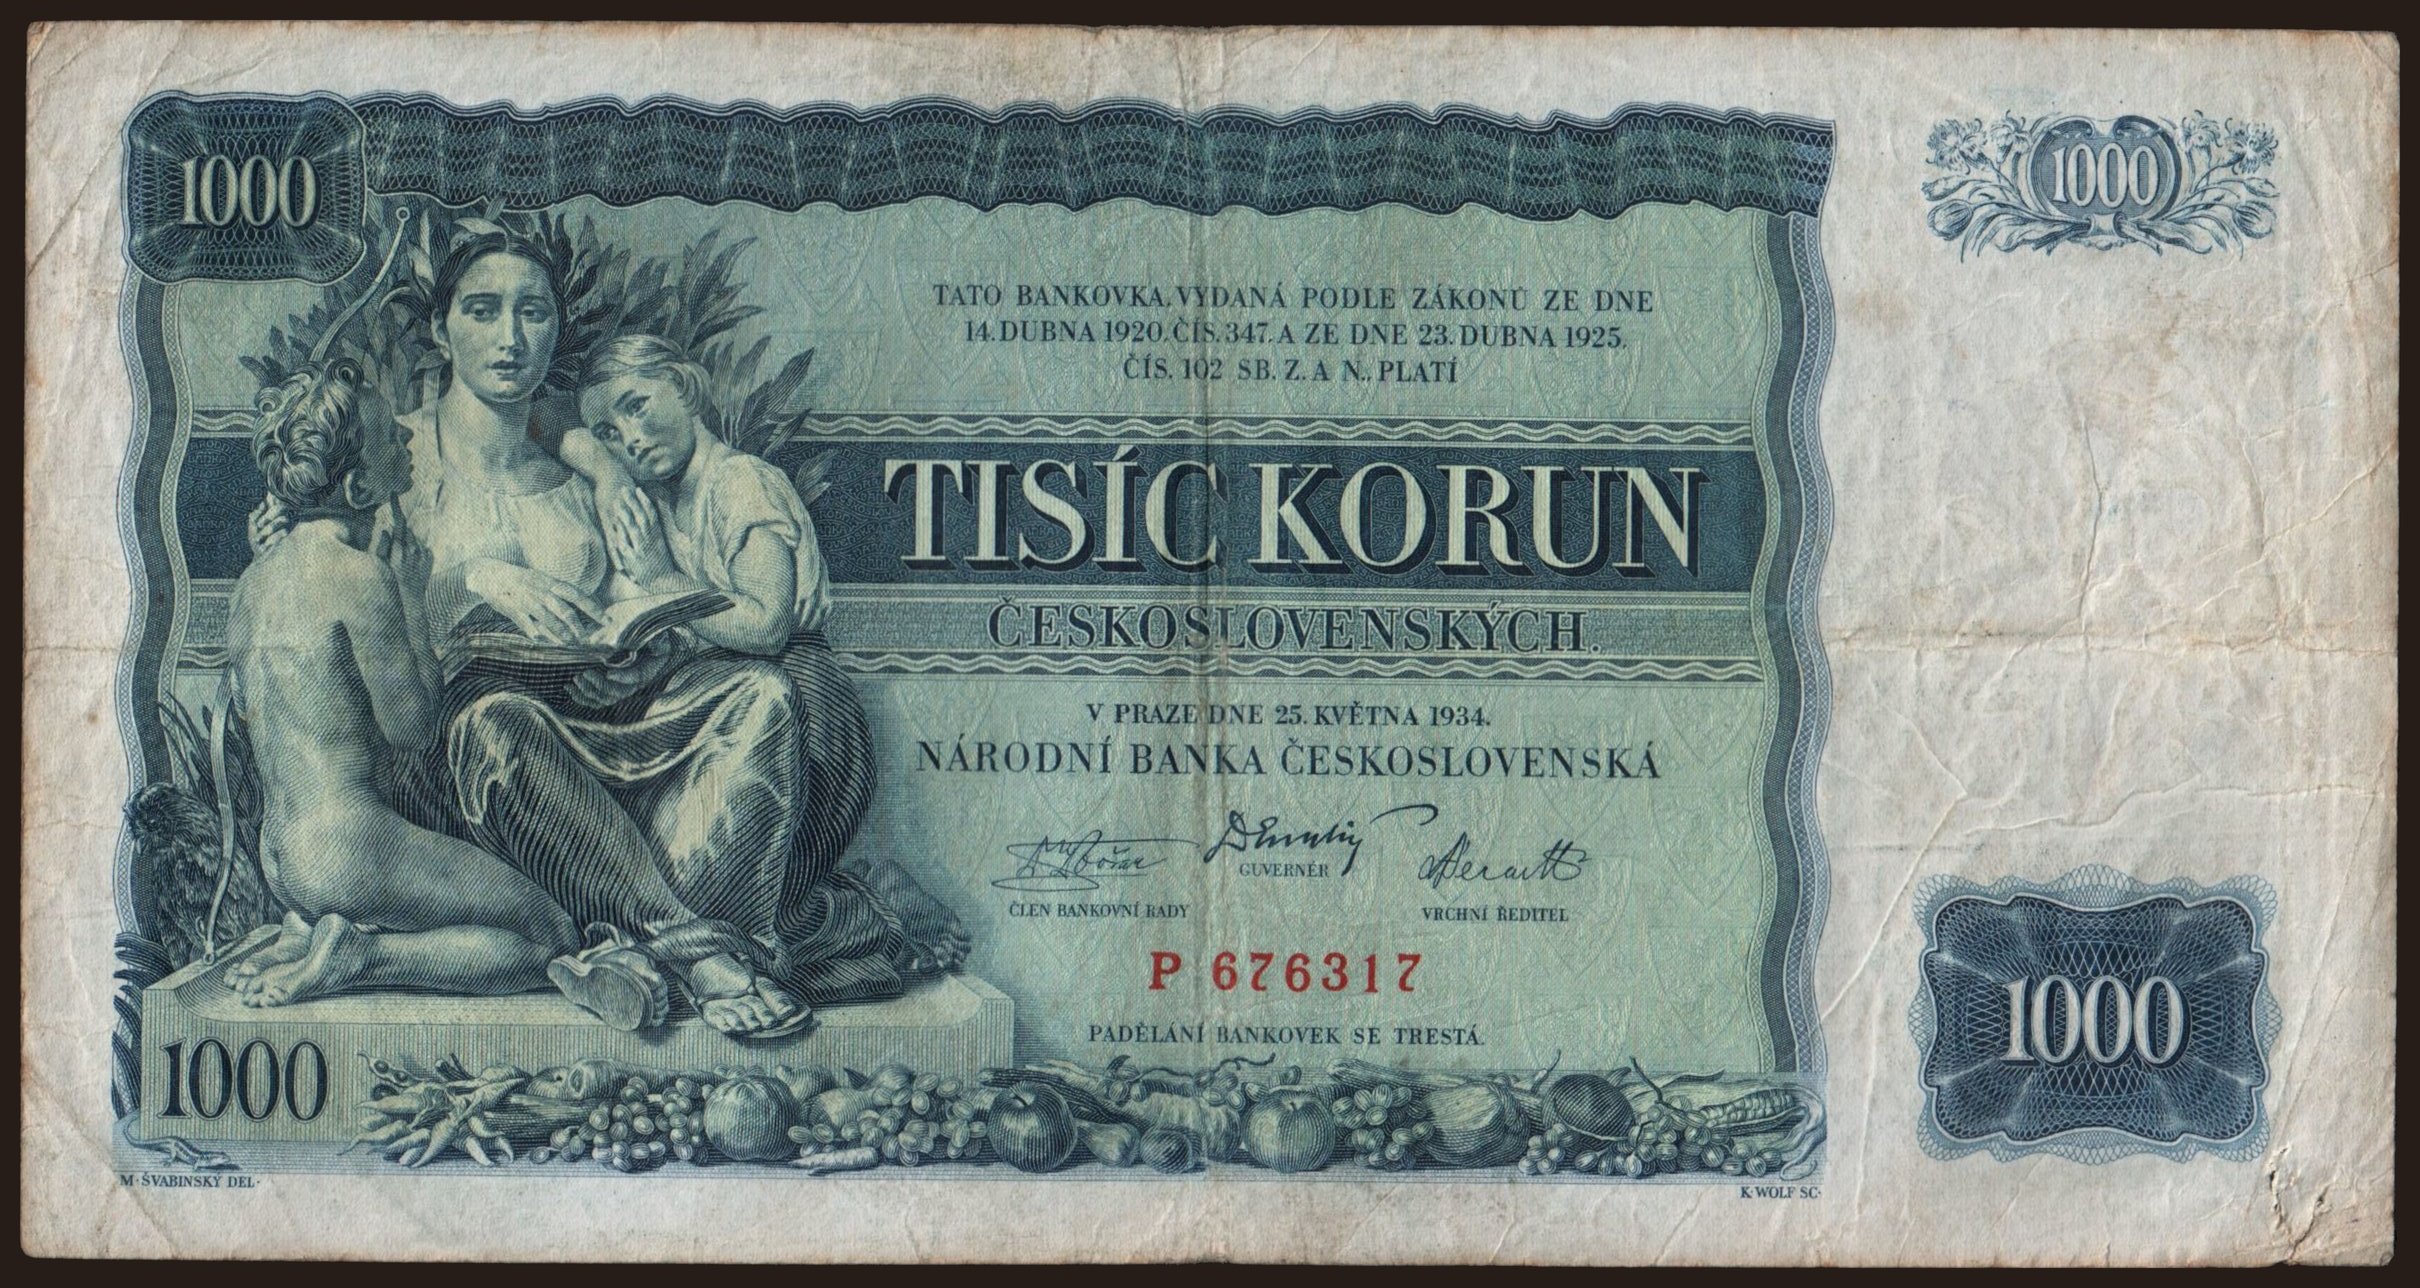 1000
1000
TATO BANKOVKA, VYDANÁ PODLE ZÁKONŮ ZE DNE
14. DUBNA 1920, ČÍS. 347, A ZE DNE 23. DUBNA 1925,
ČÍS. 102 SB. Z. A N., PLATÍ
TISÍC KORUN
ČESKOSLOVENSKÝCH.
V PRAZE DNE 25. KVĚTNA 1934.
NÁRODNÍ BANKA ČESKOSLOVENSKÁ
GUVERNÉR
ČLEN BANKOVNÍ RADY
VRCHNÍ ŘEDITEL
P 676317
PADĚLÁNÍ BANKOVEK SE TRESTÁ.
1000
1000
M. ŠVABINSKÝ DEL.
K. WOLF SC.